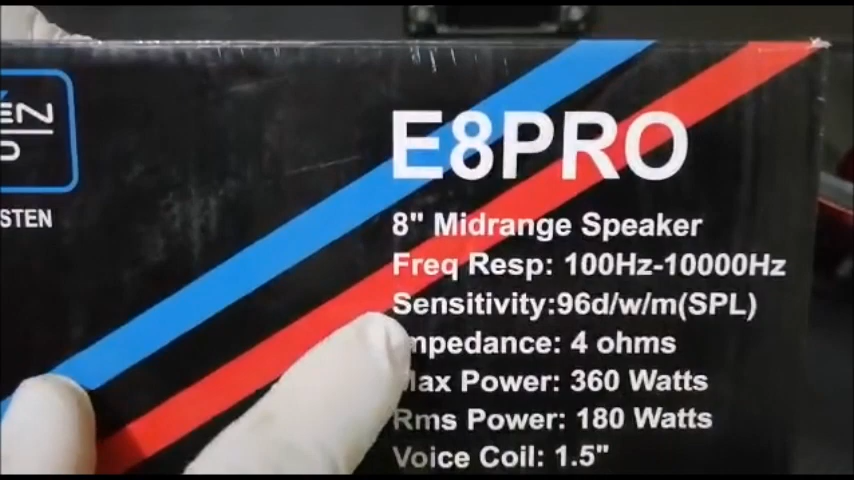 E8PRO
8" Midrange Speaker
Freq Resp: 100Hz-10000Hz
Sensitivity:96d/w/m(SPL)
Impedance: 4 ohms
Max Power: 360 Watts
Rms Power: 180 Watts
Voice Coil: 1.5"